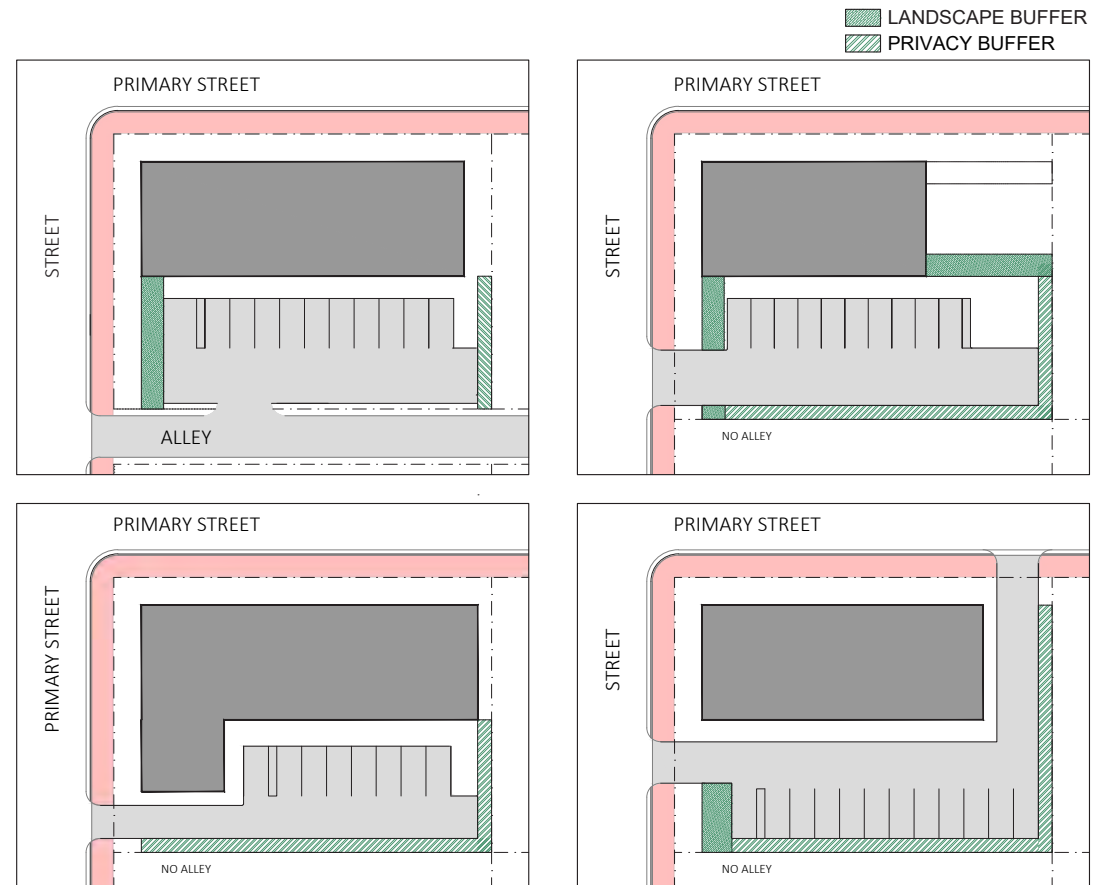 LANDSCAPE BUFFER
PRIVACY BUFFER
PRIMARY STREET
STREET
ALLEY
PRIMARY STREET
STREET
NO ALLEY
PRIMARY STREET
PRIMARY STREET
NO ALLEY
PRIMARY STREET
STREET
NO ALLEY